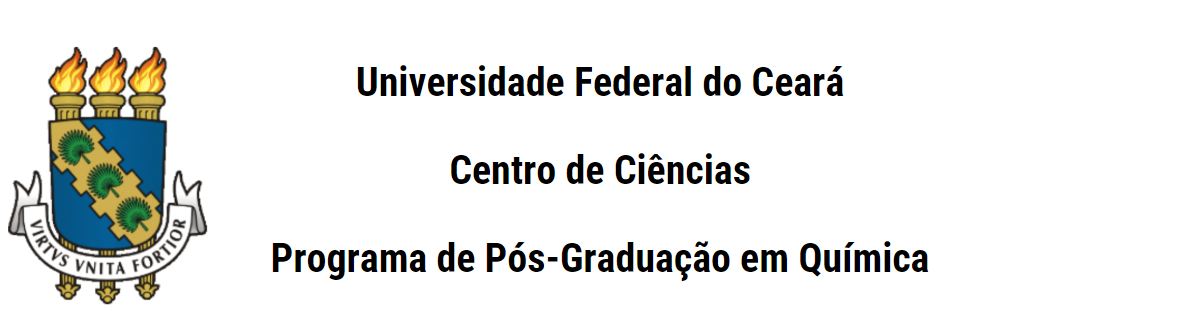 Universidade Federal do Ceará
Centro de Ciências
Programa de Pós-Graduação em Química
VIRTVS VNITA FORTIOR